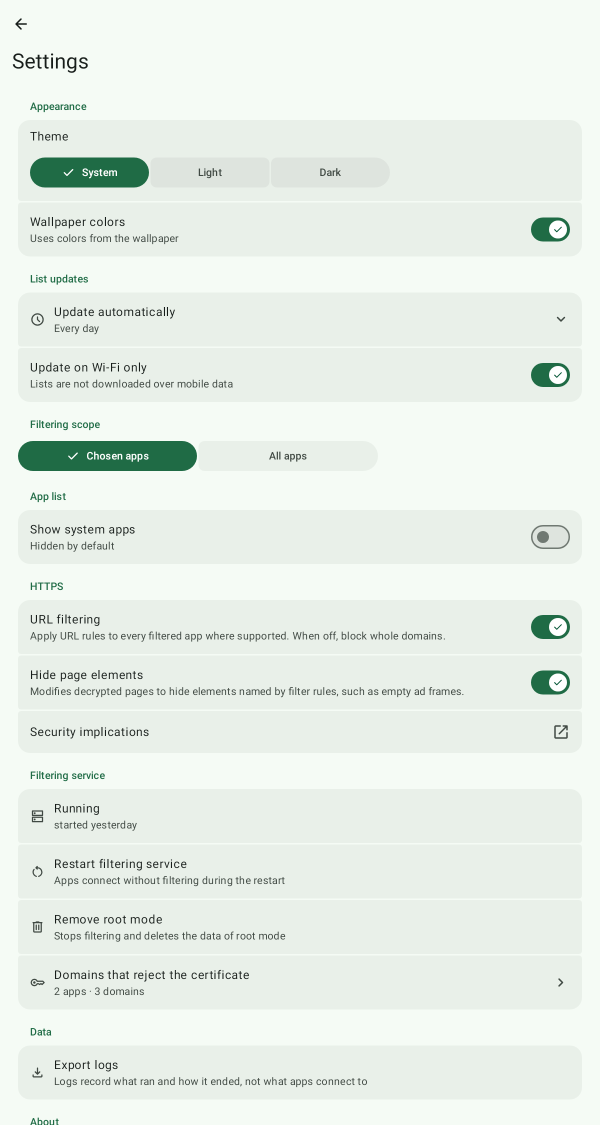 Settings
Appearance
Theme
System
Light
Dark
Wallpaper colors
Uses colors from the wallpaper
List updates
Update automatically
Every day
Update on Wi-Fi only
Lists are not downloaded over mobile data
Filtering scope
Chosen apps
All apps
App list
Show system apps
Hidden by default
HTTPS
URL filtering
Apply URL rules to every filtered app where supported. When off, block whole domains.
Hide page elements
Modifies decrypted pages to hide elements named by filter rules, such as empty ad frames.
Security implications
Filtering service
Running
started yesterday
Restart filtering service
Apps connect without filtering during the restart
Remove root mode
Stops filtering and deletes the data of root mode
Domains that reject the certificate
2 apps · 3 domains
Data
Export logs
Logs record what ran and how it ended, not what apps connect to
About